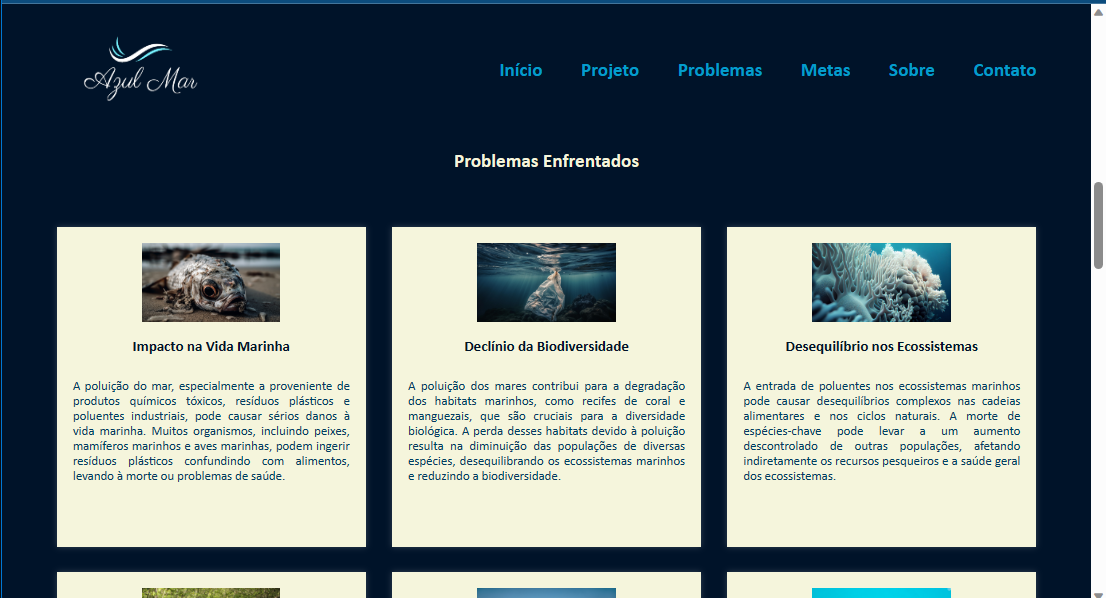 Azul Mar
Início Projeto Problemas Metas Sobre Contato
Problemas Enfrentados
Impacto na Vida Marinha
A poluição do mar, especialmente a proveniente de
produtos químicos tóxicos, resíduos plásticos e
poluentes industriais, pode causar sérios danos à
vida marinha. Muitos organismos, incluindo peixes,
mamíferos marinhos e aves marinhas, podem ingerir
resíduos plásticos confundindo com alimentos,
levando à morte ou problemas de saúde.
Declínio da Biodiversidade
A poluição dos mares contribui para a degradação
dos habitats marinhos, como recifes de coral e
manguezais, que são cruciais para a diversidade
biológica. A perda desses habitats devido à poluição
resulta na diminuição das populações de diversas
espécies, desequilibrando os ecossistemas marinhos
e reduzindo a biodiversidade.
Desequilíbrio nos Ecossistemas
A entrada de poluentes nos ecossistemas marinhos
pode causar desequilíbrios complexos nas cadeias
alimentares e nos ciclos naturais. A morte de
espécies-chave pode levar a um aumento
descontrolado de outras populações, afetando
indiretamente os recursos pesqueiros e a saúde geral
dos ecossistemas.